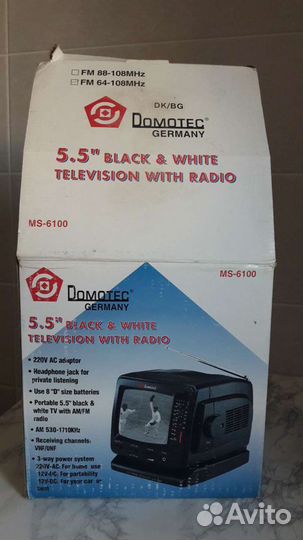 FM 88-108MHz
FM 64-108MHz
DK/BG
DOMOTEC®
GERMANY
5.5" BLACK & WHITE
TELEVISION WITH RADIO
MS-6100
MS-6100
DOMOTEC®
GERMANY
5.5" BLACK & WHITE
TELEVISION WITH RADIO
• 220V AC adaptor
• Headphone jack for
private listening
• Use 8 "D" size batteries
• Portable 5.5" black &
white TV with AM/FM
radio
• AM 530-1710KHz
• Receiving channels:
VHF/UHF
• 3-way power system
220V-AC. For home use
12V-DC. For portability
12V-DC. For your car or
Avito